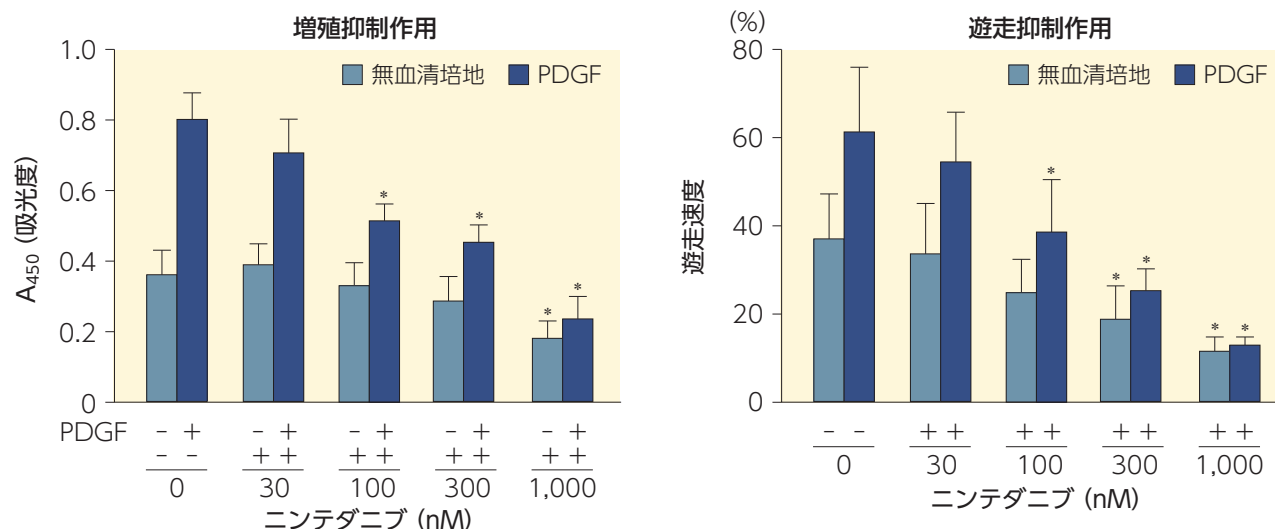 増殖抑制作用
1.0
0.8
0.6
0.4
0.2
0
A450 (吸光度)
無血清培地 PDGF
* * * *
PDGF - + - + - + - + - +
- - + + + + + + + +
0 30 100 300 1,000
ニンテダニブ (nM)
遊走抑制作用
(%)
80
60
40
20
0
遊走速度
無血清培地 PDGF
* * * * *
- - + + + + + + + +
0 30 100 300 1,000
ニンテダニブ (nM)